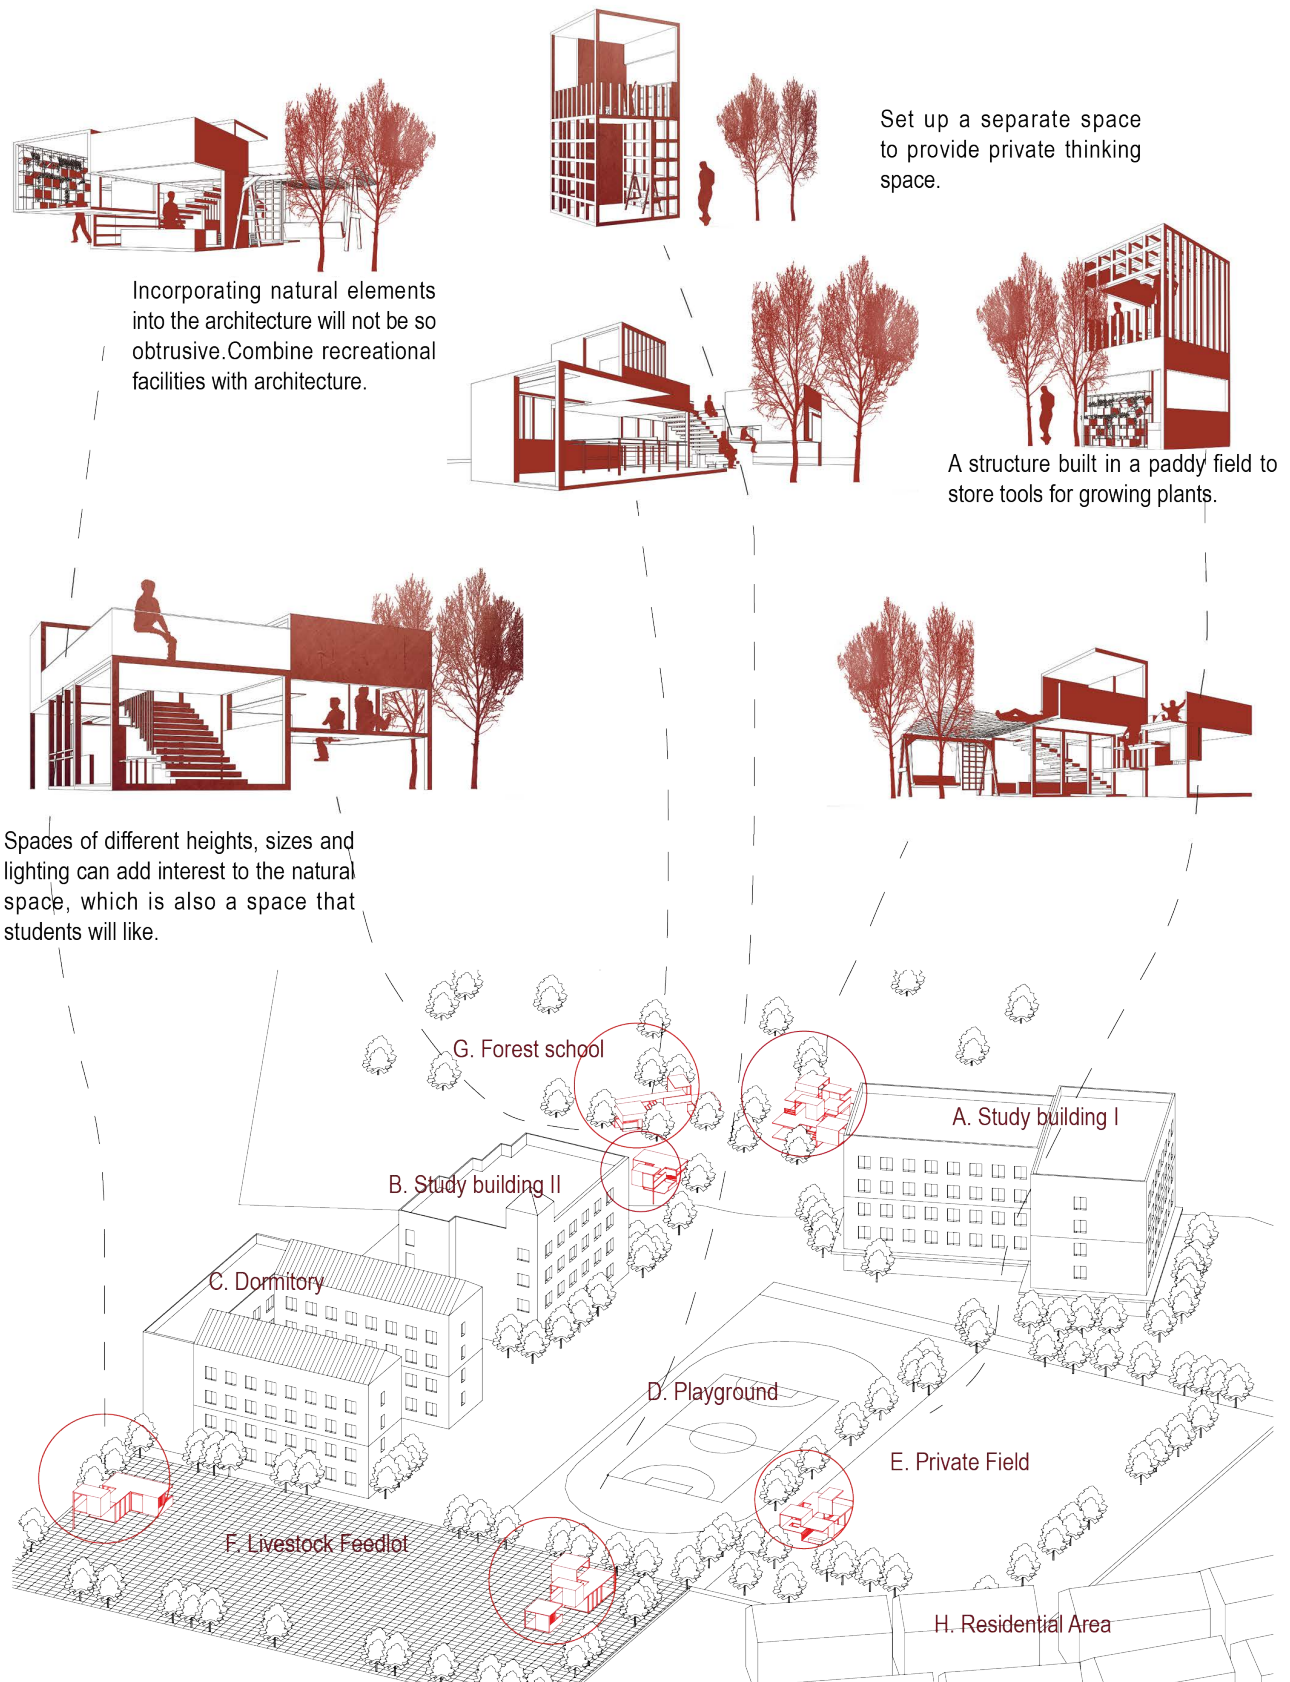 Set up a separate space
to provide private thinking
space.
Incorporating natural elements
into the architecture will not be so
obtrusive.Combine recreational
facilities with architecture.
A structure built in a paddy field to
store tools for growing plants.
Spaces of different heights, sizes and
lighting can add interest to the natural
space, which is also a space that
students will like.
G. Forest school
A. Study building I
B. Study building II
C. Dormitory
D. Playground
E. Private Field
F. Livestock Feedlot
H. Residential Area